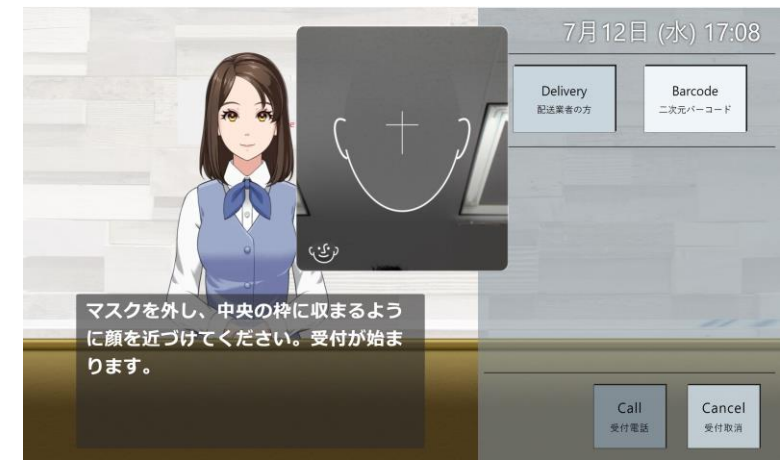 7月12日 (水) 17:08
Delivery
配送業者の方
Barcode
二次元バーコード
マスクを外し、中央の枠に収まるよう
に顔を近づけてください。受付が始ま
ります。
Call
受付電話
Cancel
受付取消